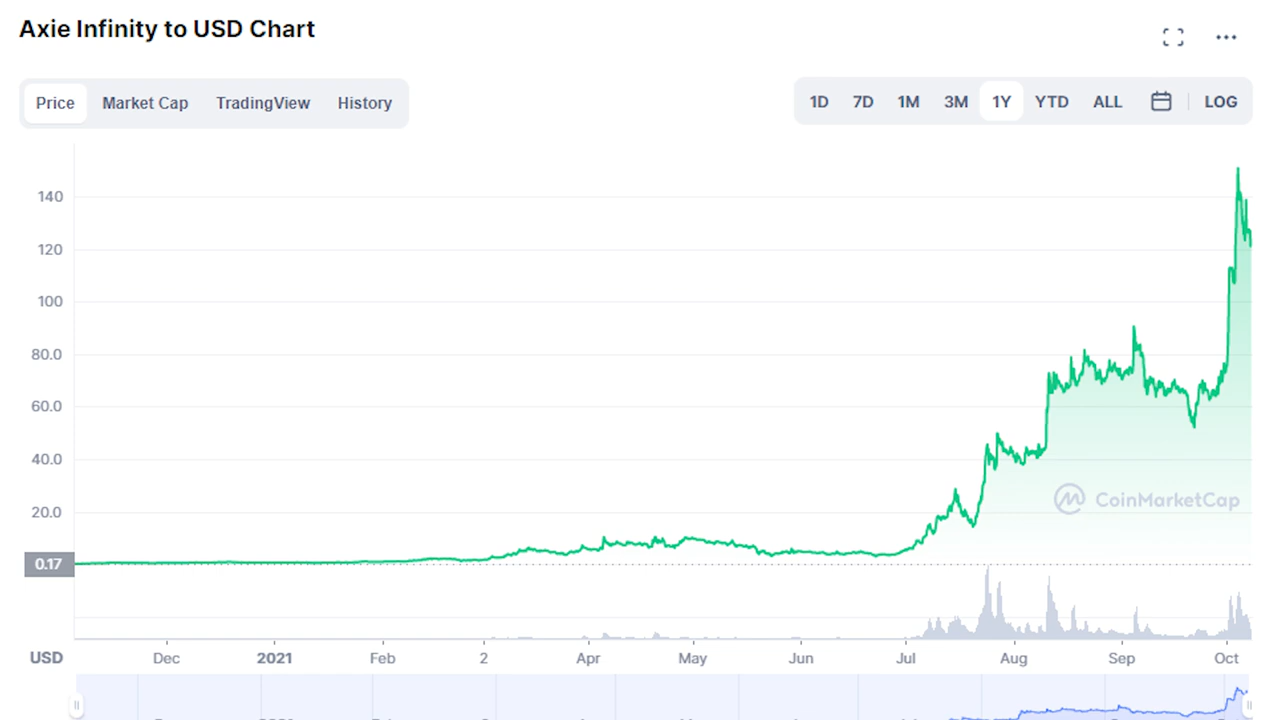 Axie Infinity to USD Chart
Price Market Cap TradingView History
1D 7D 1M 3M 1Y YTD ALL LOG
140
120
100
80.0
60.0
40.0
20.0
0.17
CoinMarketCap
USD Dec 2021 Feb 2 Apr May Jun Jul Aug Sep Oct